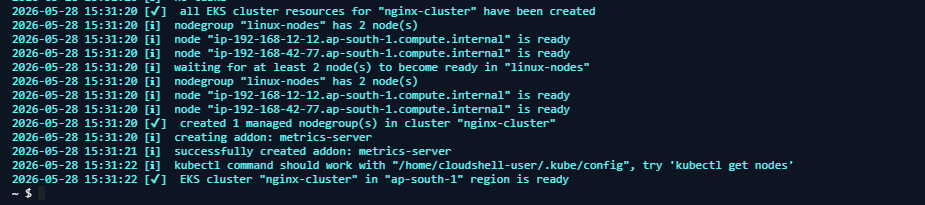 2026-05-28 15:31:20 [✔]  all EKS cluster resources for "nginx-cluster" have been created
2026-05-28 15:31:20 [ℹ]  nodegroup "linux-nodes" has 2 node(s)
2026-05-28 15:31:20 [ℹ]  node "ip-192-168-12-12.ap-south-1.compute.internal" is ready
2026-05-28 15:31:20 [ℹ]  node "ip-192-168-42-77.ap-south-1.compute.internal" is ready
2026-05-28 15:31:20 [ℹ]  waiting for at least 2 node(s) to become ready in "linux-nodes"
2026-05-28 15:31:20 [ℹ]  nodegroup "linux-nodes" has 2 node(s)
2026-05-28 15:31:20 [ℹ]  node "ip-192-168-12-12.ap-south-1.compute.internal" is ready
2026-05-28 15:31:20 [ℹ]  node "ip-192-168-42-77.ap-south-1.compute.internal" is ready
2026-05-28 15:31:20 [✔]  created 1 managed nodegroup(s) in cluster "nginx-cluster"
2026-05-28 15:31:20 [ℹ]  creating addon: metrics-server
2026-05-28 15:31:21 [ℹ]  successfully created addon: metrics-server
2026-05-28 15:31:22 [ℹ]  kubectl command should work with "/home/cloudshell-user/.kube/config", try 'kubectl get nodes'
2026-05-28 15:31:22 [✔]  EKS cluster "nginx-cluster" in "ap-south-1" region is ready
~ $